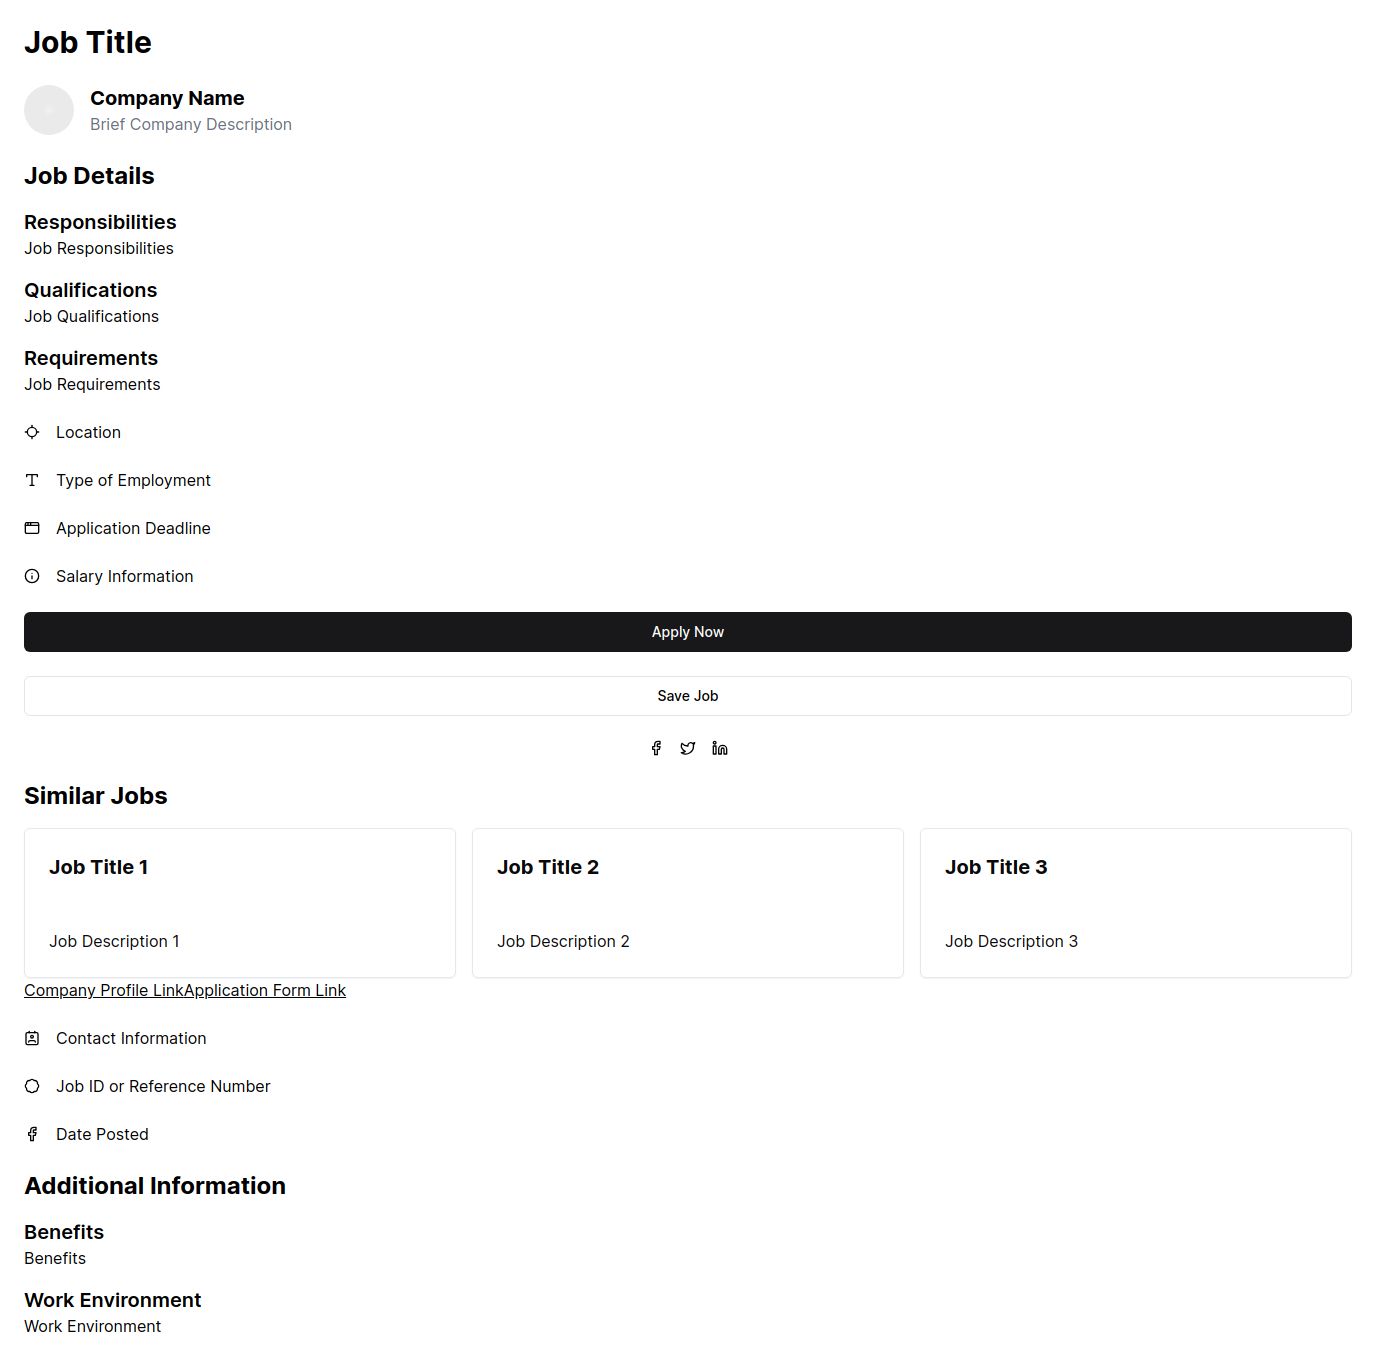 Job Title
Company Name
Brief Company Description
Job Details
Responsibilities
Job Responsibilities
Qualifications
Job Qualifications
Requirements
Job Requirements
Location
Type of Employment
Application Deadline
Salary Information
Apply Now
Save Job
Similar Jobs
Job Title 1
Job Description 1
Job Title 2
Job Description 2
Job Title 3
Job Description 3
Company Profile LinkApplication Form Link
Contact Information
Job ID or Reference Number
Date Posted
Additional Information
Benefits
Benefits
Work Environment
Work Environment